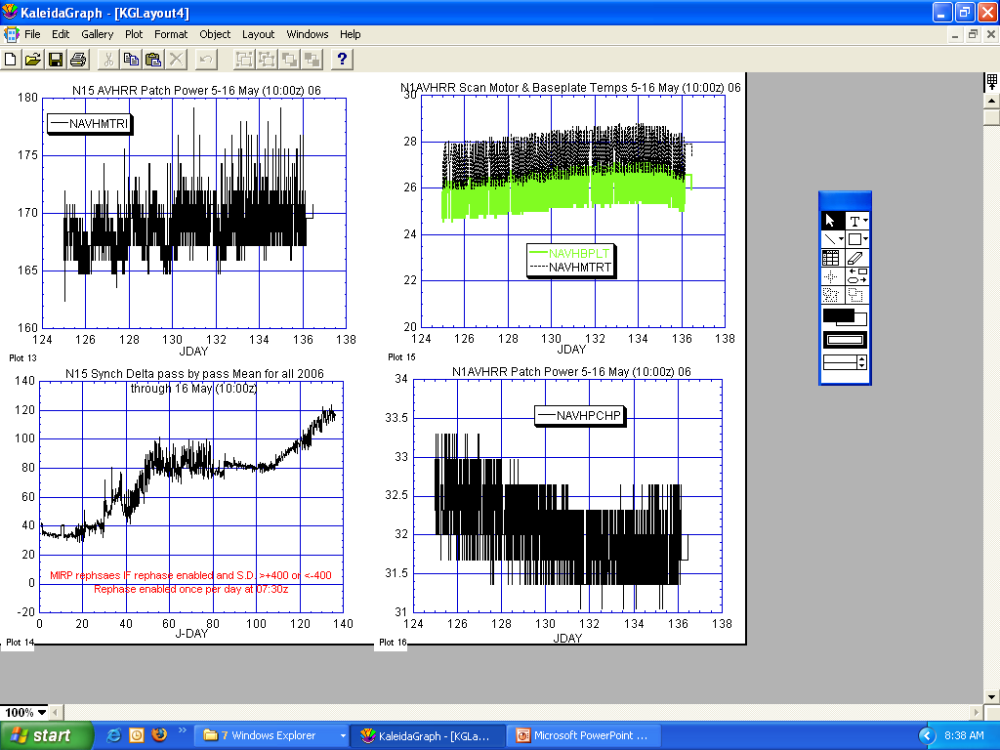 KaleidaGraph - [KGLayout4]
File Edit Gallery Plot Format Object Layout Windows Help
N15 AVHRR Patch Power 5-16 May (10:00z) 06
180
175
170
165
160
NAVHMTRI
124 126 128 130 132 134 136 138
JDAY
Plot 13
N1AVHRR Scan Motor & Baseplate Temps 5-16 May (10:00z) 06
30
28
26
24
22
20
NAVHBPLT
NAVHMTRT
124 126 128 130 132 134 136 138
JDAY
Plot 15
N15 Synch Delta pass by pass Mean for all 2006
through 16 May (10:00z)
140
120
100
80
60
40
20
0
-20
MIRP rephsaes IF rephase enabled and S.D. >+400 or <-400
Rephase enabled once per day at 07:30z
0 20 40 60 80 100 120 140
J-DAY
Plot 14
N1AVHRR Patch Power 5-16 May (10:00z) 06
34
33.5
33
32.5
32
31.5
31
NAVHPCHP
124 126 128 130 132 134 136 138
JDAY
Plot 16
T
100%
start
7 Windows Explorer
KaleidaGraph - [KGLa...
Microsoft PowerPoint ...
8:38 AM